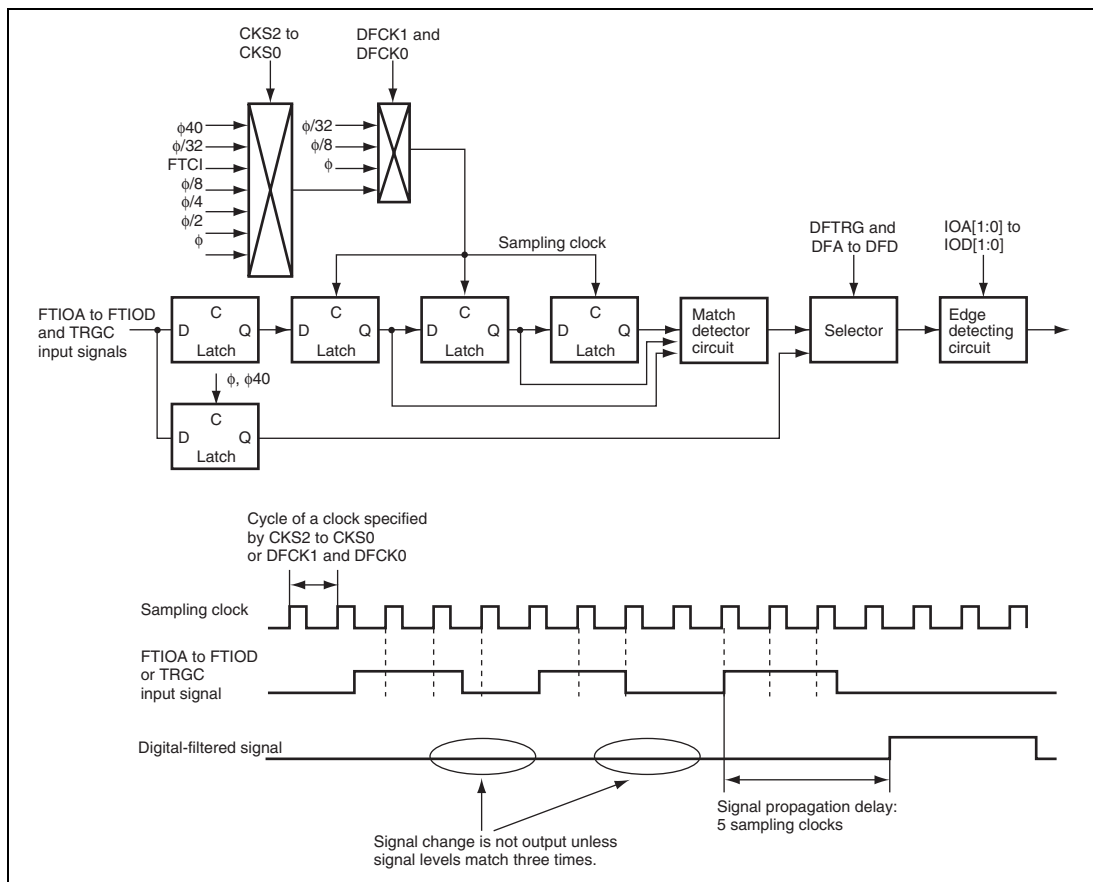 CKS2 to
CKS0
DFCK1 and
DFCK0
ϕ40
ϕ/32
FTCI
ϕ/8
ϕ/4
ϕ/2
ϕ
ϕ/32
ϕ/8
ϕ
Sampling clock
DFTRG and
DFA to DFD
IOA[1:0] to
IOD[1:0]
FTIOA to FTIOD
and TRGC
input signals
C
D Q
Latch
C
D Q
Latch
C
D Q
Latch
C
D Q
Latch
Match
detector
circuit
Selector
Edge
detecting
circuit
ϕ, ϕ40
C
D Q
Latch
Cycle of a clock specified
by CKS2 to CKS0
or DFCK1 and DFCK0
Sampling clock
FTIOA to FTIOD
or TRGC
input signal
Digital-filtered signal
Signal propagation delay:
5 sampling clocks
Signal change is not output unless
signal levels match three times.